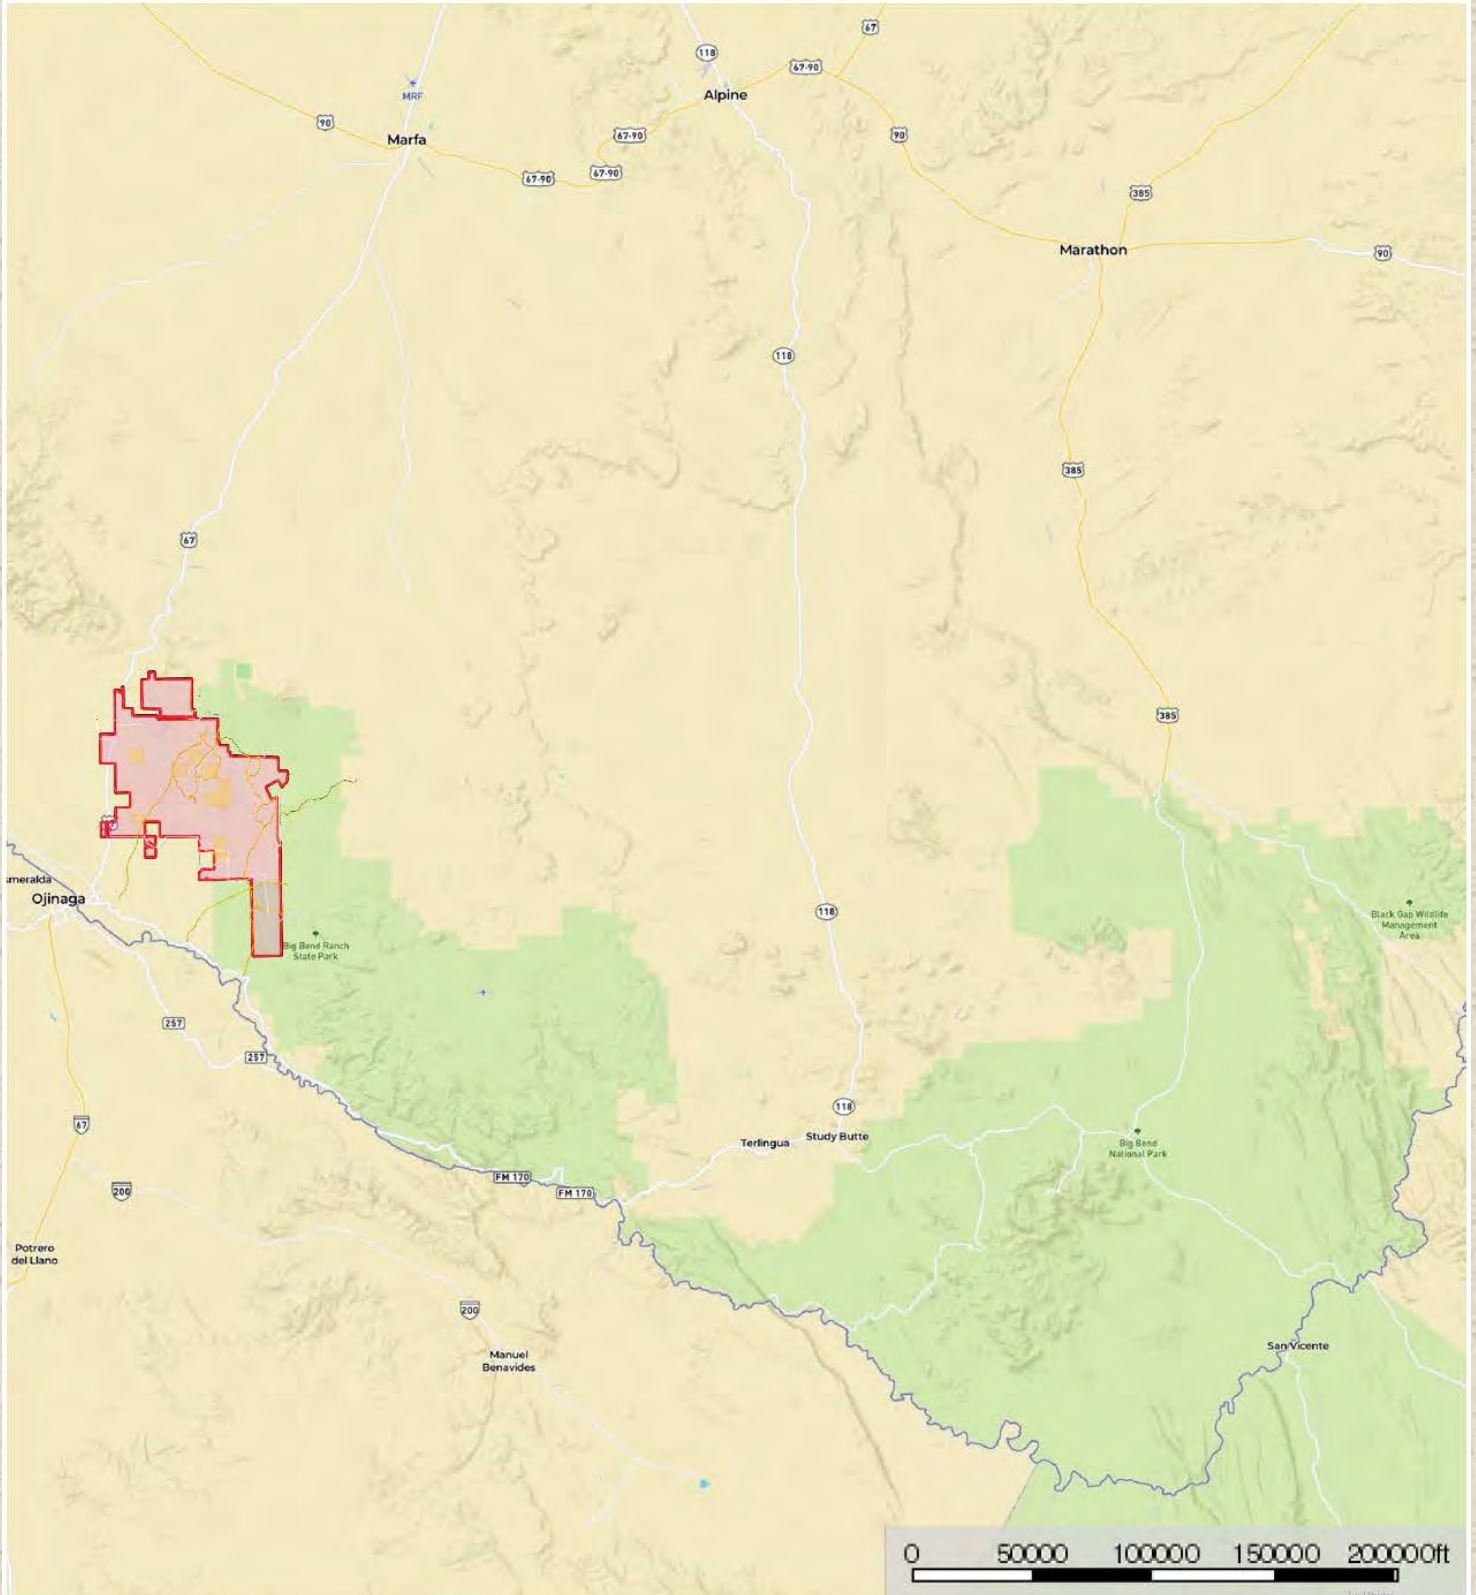 67
118
67-90
MRF
Alpine
90
67-90
90
Marfa
67-90
67-90
385
Marathon
90
118
385
67
385
smeralda
Ojinaga
118
Black Gap Wildlife
Management
Area
Big Bend Ranch
State Park
257
257
118
67
Terlingua
Study Butte
Big Bend
National Park
FM 170
200
FM 170
Potrero
del Llano
200
San Vicente
Manuel
Benavides
0 50000 100000 150000 200000ft